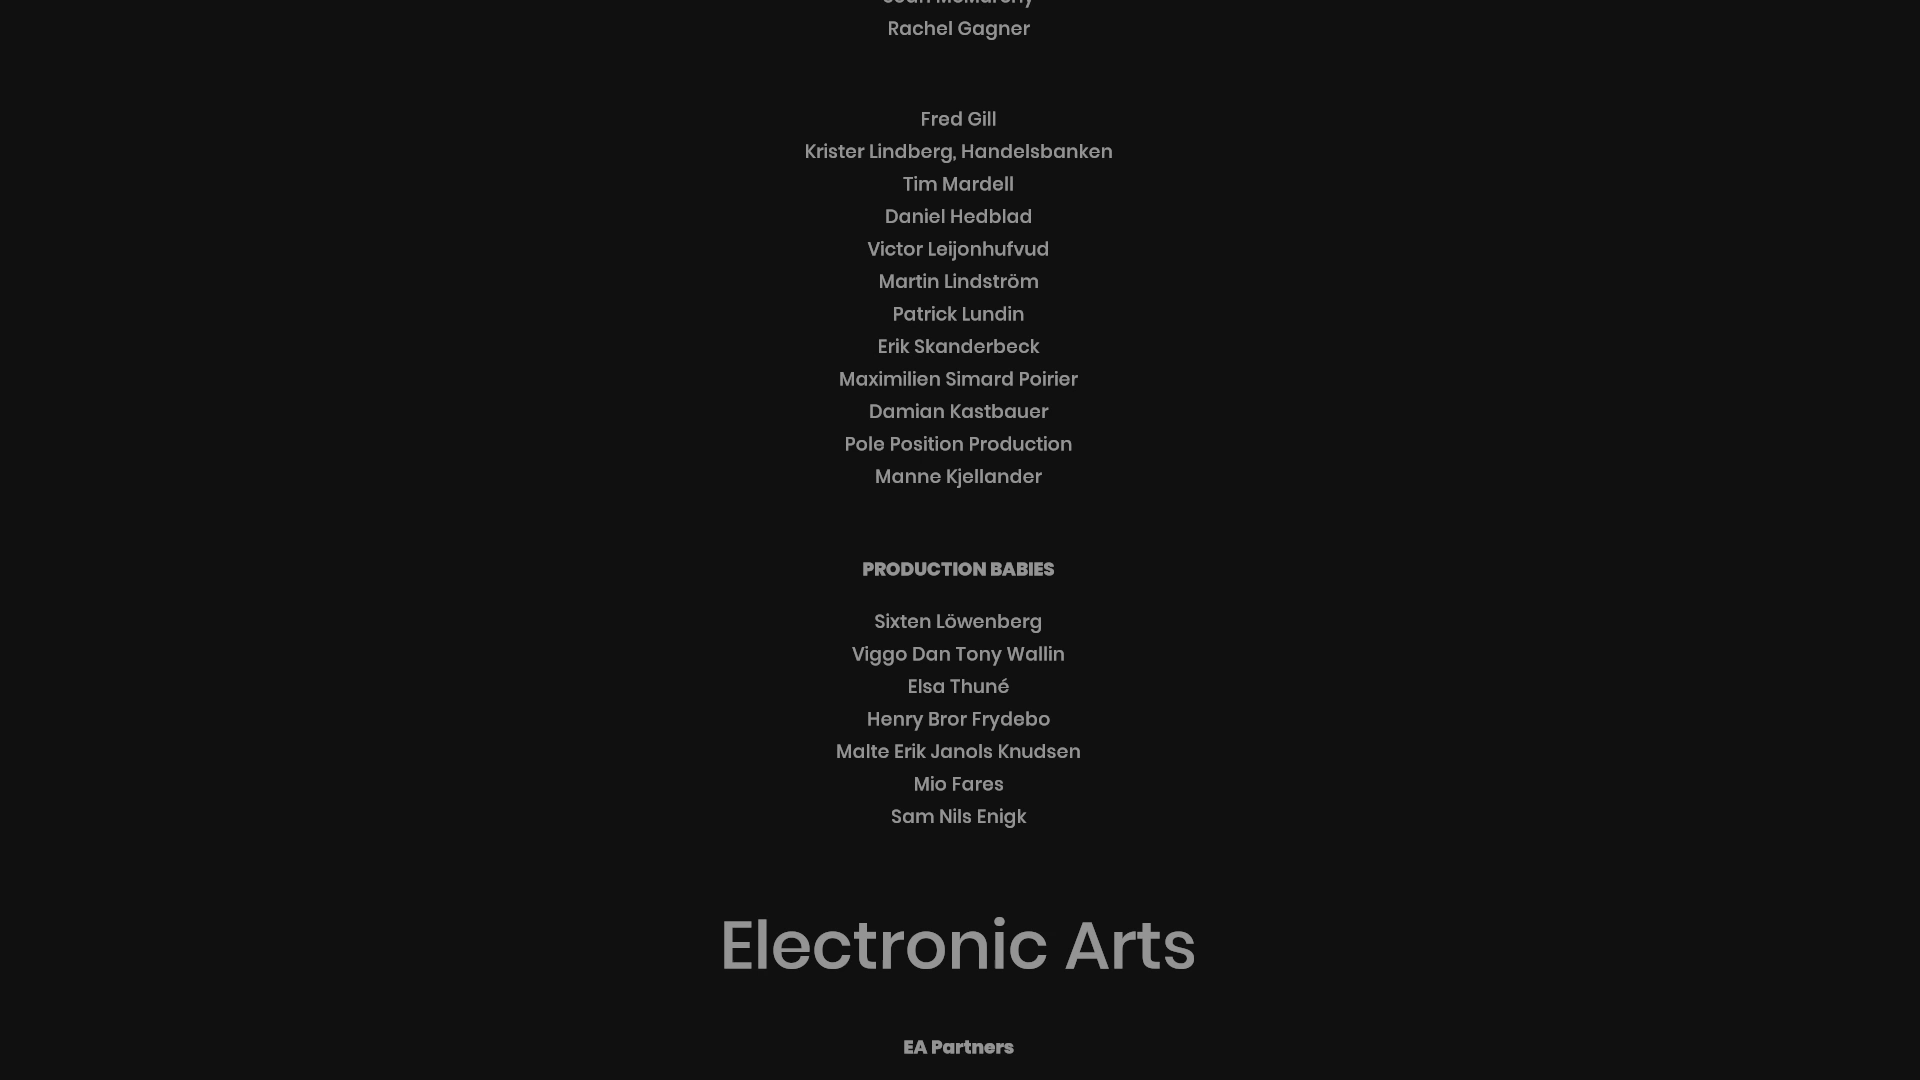 Rachel Gagner
Fred Gill
Krister Lindberg, Handelsbanken
Tim Mardell
Daniel Hedblad
Victor Leijonhufvud
Martin Lindström
Patrick Lundin
Erik Skanderbeck
Maximilien Simard Poirier
Damian Kastbauer
Pole Position Production
Manne Kjellander
PRODUCTION BABIES
Sixten Löwenberg
Viggo Dan Tony Wallin
Elsa Thuné
Henry Bror Frydebo
Malte Erik Janols Knudsen
Mio Fares
Sam Nils Enigk
Electronic Arts
EA Partners